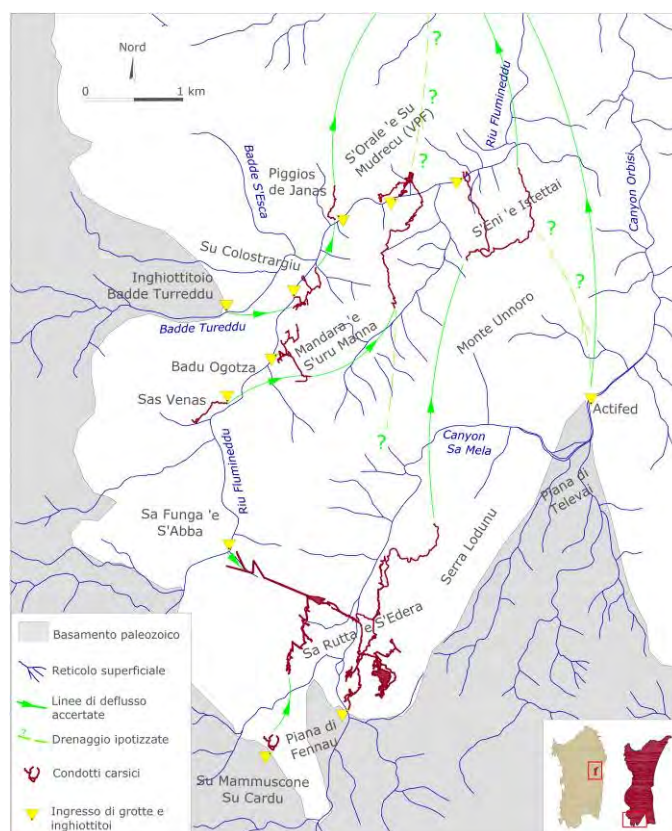 Nord
0
1 km
S'Orale 'e Su
Mudrecu (VPF)
Riu Flumineddu
Canyon Orbisi
Badde S'Esca
Piggios
de Janas
S'Eni 'e Istettai
Su Colostrargiu
Inghiottitoio
Badde Turreddu
Badde Tureddu
Mandara 'e
S'uru Manna
Monte Unnoro
Badu Ogotza
Sas Venas
Actifed
Canyon
Sa Mela
Riu Flumineddu
Piana di
Televai
Sa Funga 'e
S'Abba
Serra Lodunu
Sa Rutta 'e S'Edera
Piana di
Fennau
Su Mammuscone
Su Cardu
?
?
?
?
?
?
?
Basamento paleozoico
Reticolo superficiale
Linee di deflusso
accertate
? Drenaggio ipotizzate
Condotti carsici
Ingresso di grotte e
inghiottitoi